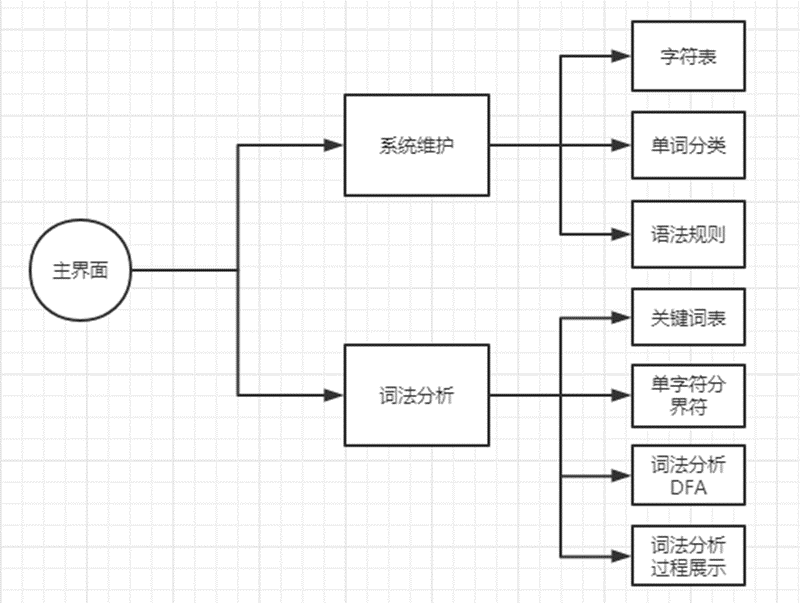 主界面
系统维护
字符表
单词分类
语法规则
词法分析
关键词表
单字符分
界符
词法分析
DFA
词法分析
过程展示